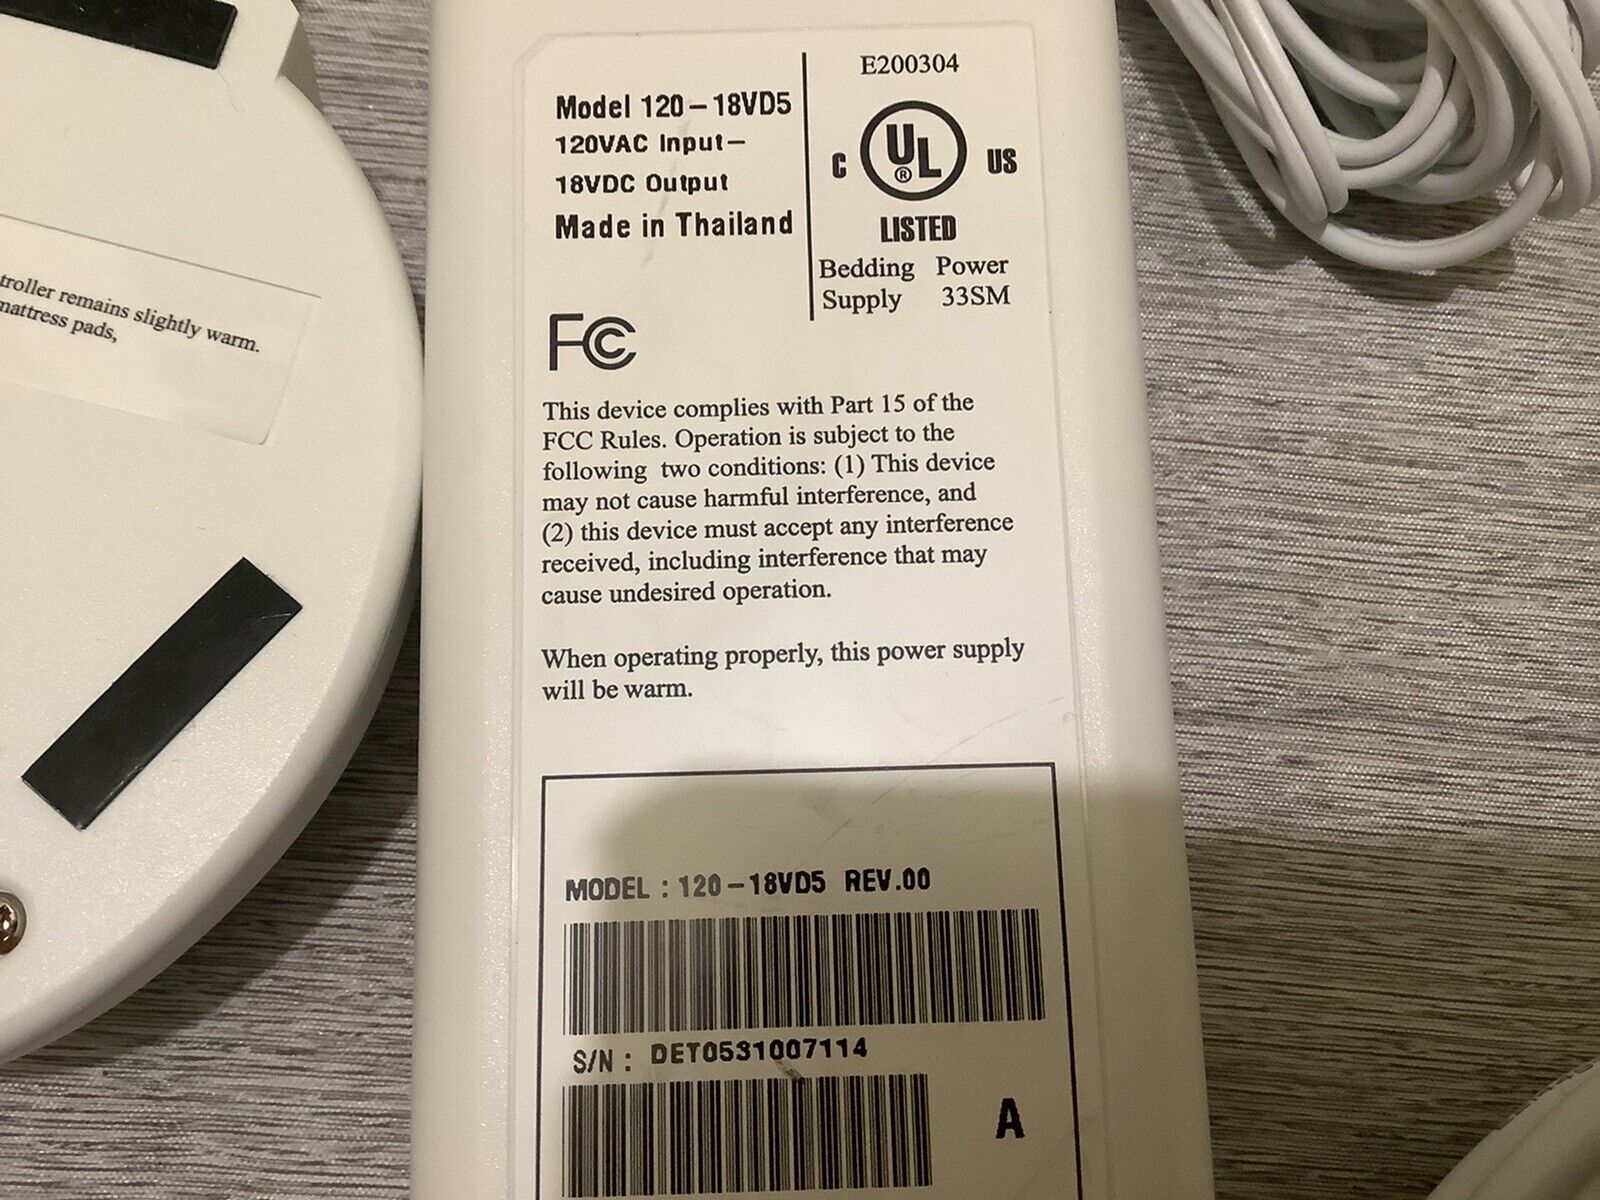 troller remains slightly warm.
mattress pads,
Model 120-18VD5
120VAC Input-
18VDC Output
Made in Thailand
E200304
C UL ® US
LISTED
Bedding Power
Supply 33SM
FC
This device complies with Part 15 of the
FCC Rules. Operation is subject to the
following two conditions: (1) This device
may not cause harmful interference, and
(2) this device must accept any interference
received, including interference that may
cause undesired operation.
When operating properly, this power supply
will be warm.
MODEL : 120-18VD5 REV.00
S/N : DET0531007114
A